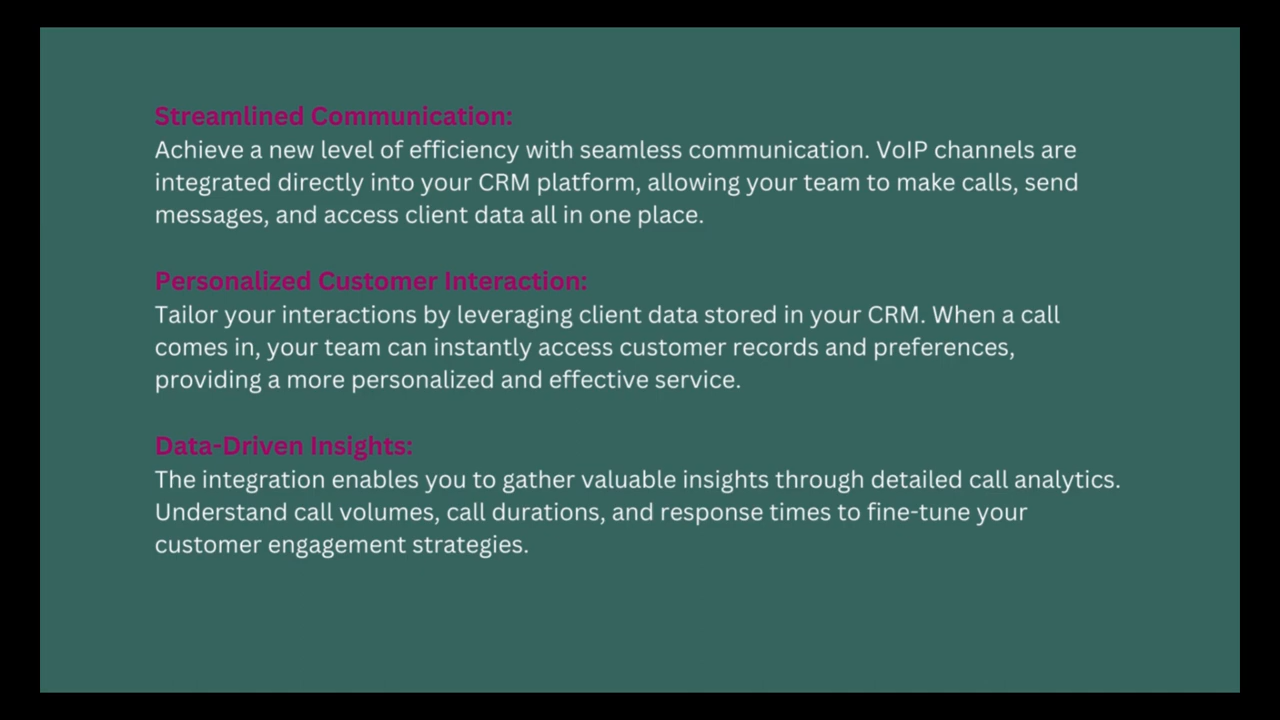 Streamlined Communication:
Achieve a new level of efficiency with seamless communication. VoIP channels are
integrated directly into your CRM platform, allowing your team to make calls, send
messages, and access client data all in one place.
Personalized Customer Interaction:
Tailor your interactions by leveraging client data stored in your CRM. When a call
comes in, your team can instantly access customer records and preferences,
providing a more personalized and effective service.
Data-Driven Insights:
The integration enables you to gather valuable insights through detailed call analytics.
Understand call volumes, call durations, and response times to fine-tune your
customer engagement strategies.